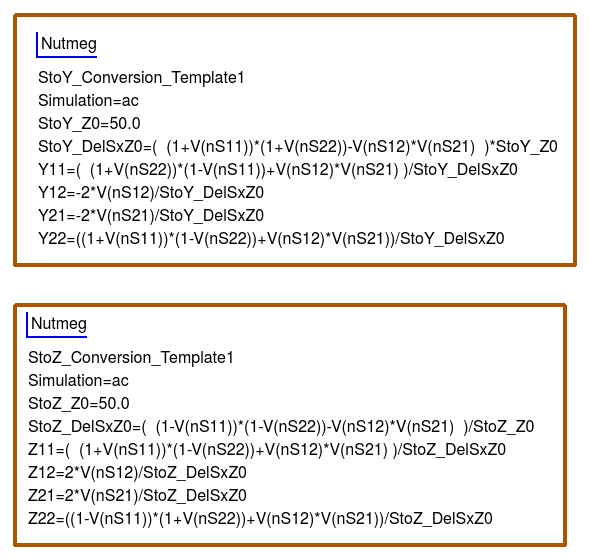 Nutmeg
StoY_Conversion_Template1
Simulation=ac
StoY_Z0=50.0
StoY_DelSxZ0=(  (1+V(nS11))*(1+V(nS22))-V(nS12)*V(nS21)  )*StoY_Z0
Y11=(  (1+V(nS22))*(1-V(nS11))+V(nS12)*V(nS21) )/StoY_DelSxZ0
Y12=-2*V(nS12)/StoY_DelSxZ0
Y21=-2*V(nS21)/StoY_DelSxZ0
Y22=((1+V(nS11))*(1-V(nS22))+V(nS12)*V(nS21))/StoY_DelSxZ0
Nutmeg
StoZ_Conversion_Template1
Simulation=ac
StoZ_Z0=50.0
StoZ_DelSxZ0=(  (1-V(nS11))*(1-V(nS22))-V(nS12)*V(nS21)  )/StoZ_Z0
Z11=(  (1+V(nS11))*(1-V(nS22))+V(nS12)*V(nS21) )/StoZ_DelSxZ0
Z12=2*V(nS12)/StoZ_DelSxZ0
Z21=2*V(nS21)/StoZ_DelSxZ0
Z22=((1-V(nS11))*(1+V(nS22))+V(nS12)*V(nS21))/StoZ_DelSxZ0